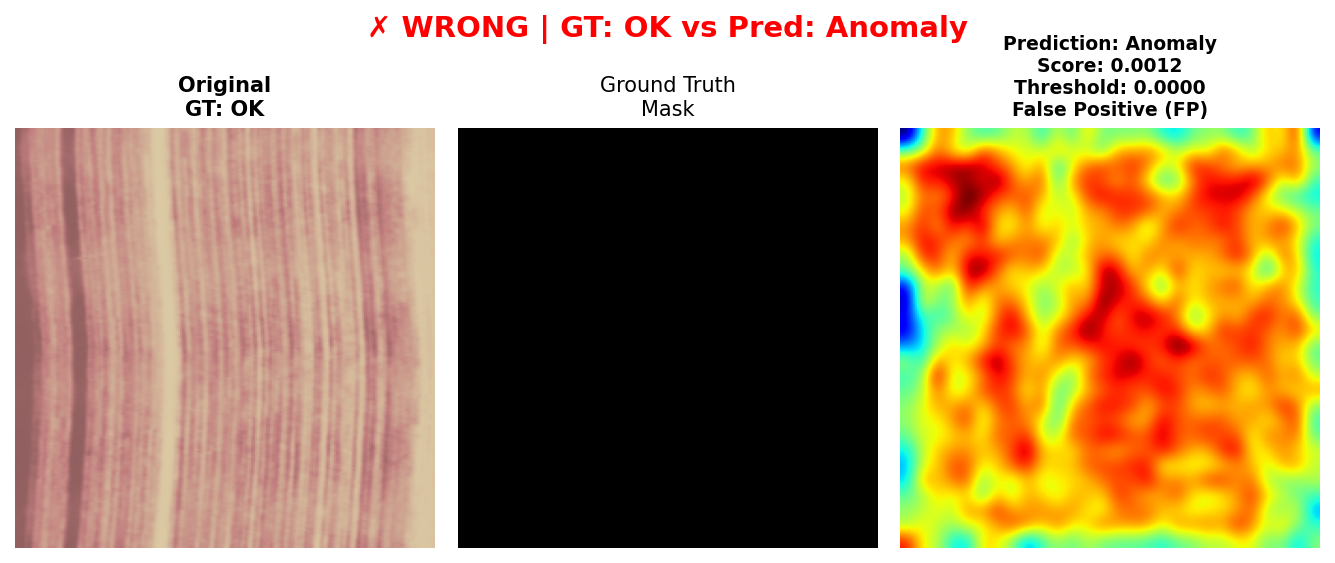 ✗ WRONG | GT: OK vs Pred: Anomaly
Original
GT: OK
Ground Truth
Mask
Prediction: Anomaly
Score: 0.0012
Threshold: 0.0000
False Positive (FP)